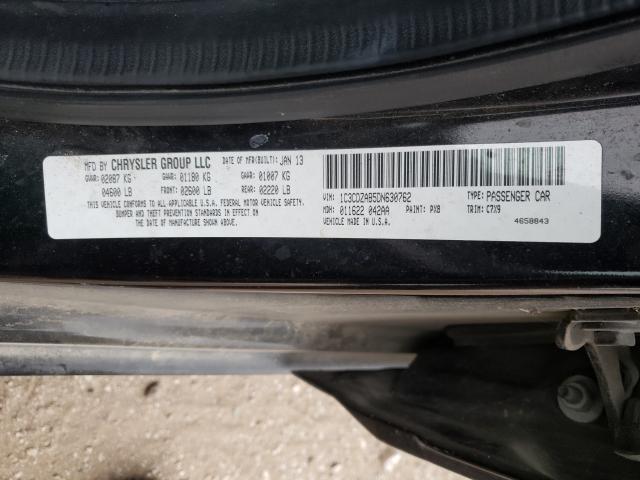 MFD BY CHRYSLER GROUP LLC DATE OF MFR(BUILT): JAN 13
GVWR: 02087 KG GAWR: 01180 KG GAWR: 01007 KG
04600 LB FRONT: 02600 LB REAR: 02220 LB
THIS VEHICLE CONFORMS TO ALL APPLICABLE U.S.A. FEDERAL MOTOR VEHICLE SAFETY,
BUMPER AND THEFT PREVENTION STANDARDS IN EFFECT ON
THE DATE OF MANUFACTURE SHOWN ABOVE.
VIN: 1C3CDZAB5DN630762 TYPE: PASSENGER CAR
MDH: 011622 042AA PAINT: PX8 TRIM: C7X9
VEHICLE MADE IN U.S.A. 4658843